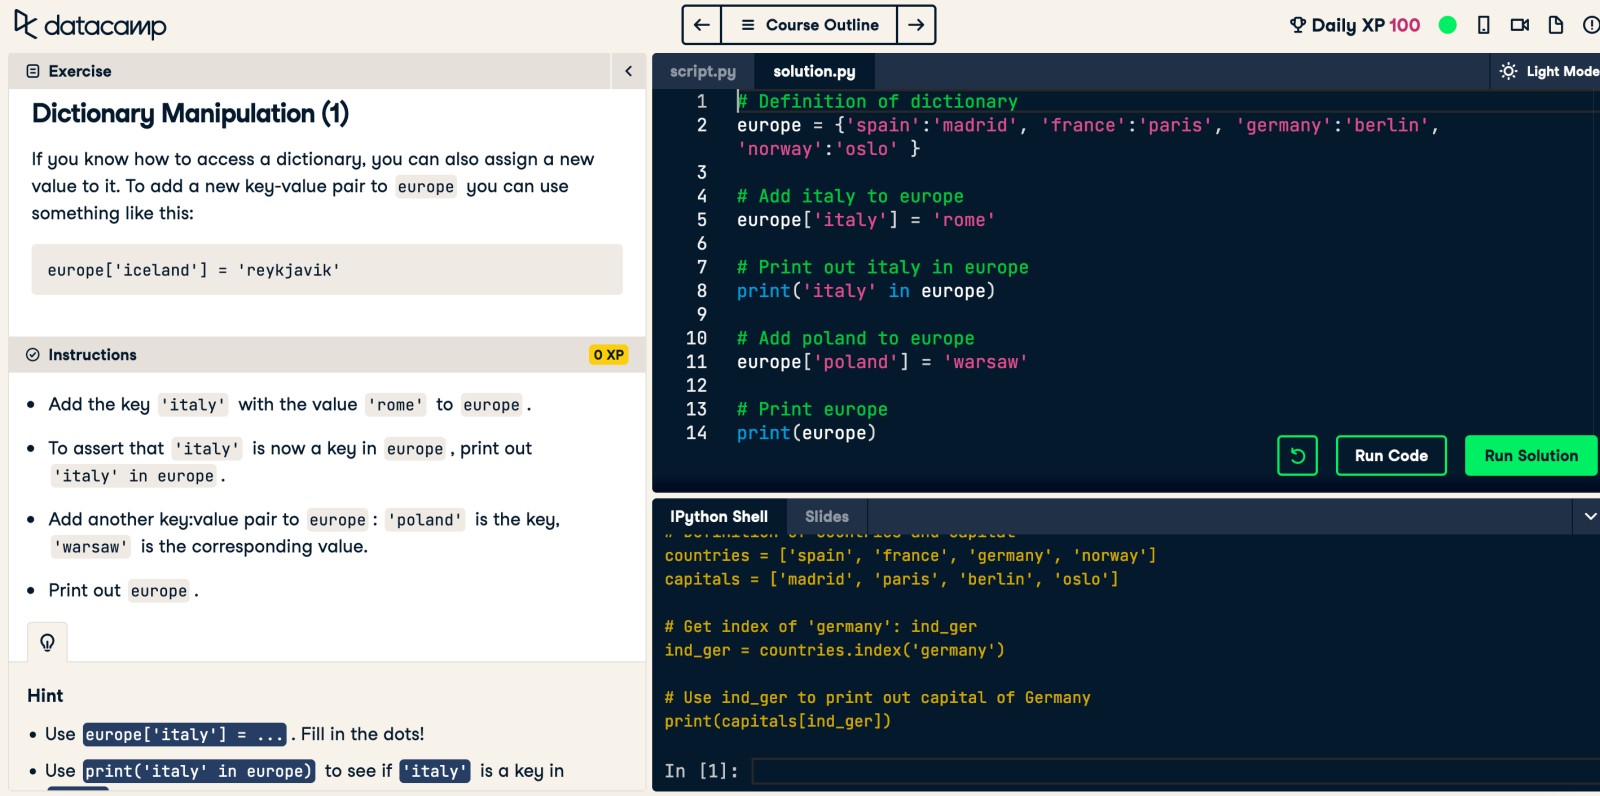 datacamp
Course Outline
Daily XP 100
Exercise
Dictionary Manipulation (1)
If you know how to access a dictionary, you can also assign a new
value to it. To add a new key-value pair to europe you can use
something like this:
europe['iceland'] = 'reykjavik'
Instructions
0 XP
Add the key 'italy' with the value 'rome' to europe.
To assert that 'italy' is now a key in europe, print out
'italy' in europe.
Add another key:value pair to europe: 'poland' is the key,
'warsaw' is the corresponding value.
Print out europe.
Hint
Use europe['italy'] = .... Fill in the dots!
Use print('italy' in europe) to see if 'italy' is a key in
script.py
solution.py
Light Mode
1 # Definition of dictionary
2 europe = {'spain':'madrid', 'france':'paris', 'germany':'berlin',
'norway':'oslo' }
3
4 # Add italy to europe
5 europe['italy'] = 'rome'
6
7 # Print out italy in europe
8 print('italy' in europe)
9
10 # Add poland to europe
11 europe['poland'] = 'warsaw'
12
13 # Print europe
14 print(europe)
Run Code
Run Solution
IPython Shell
Slides
# Definition of countries and capital
countries = ['spain', 'france', 'germany', 'norway']
capitals = ['madrid', 'paris', 'berlin', 'oslo']
# Get index of 'germany': ind_ger
ind_ger = countries.index('germany')
# Use ind_ger to print out capital of Germany
print(capitals[ind_ger])
In [1]: